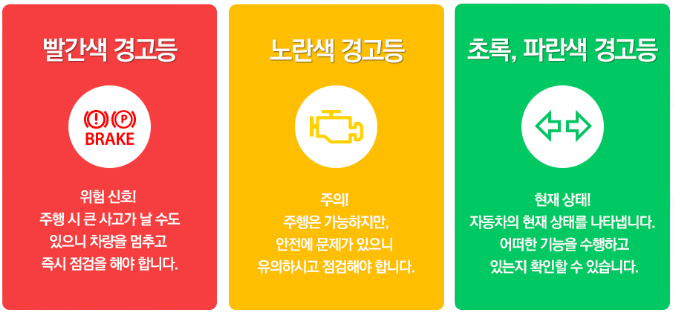 빨간색 경고등
BRAKE
위험 신호!
주행 시 큰 사고가 날 수도
있으니 차량을 멈추고
즉시 점검을 해야 합니다.
노란색 경고등
주의!
주행은 가능하지만,
안전에 문제가 있으니
유의하시고 점검해야 합니다.
초록, 파란색 경고등
현재 상태!
자동차의 현재 상태를 나타냅니다.
어떠한 기능을 수행하고
있는지 확인할 수 있습니다.